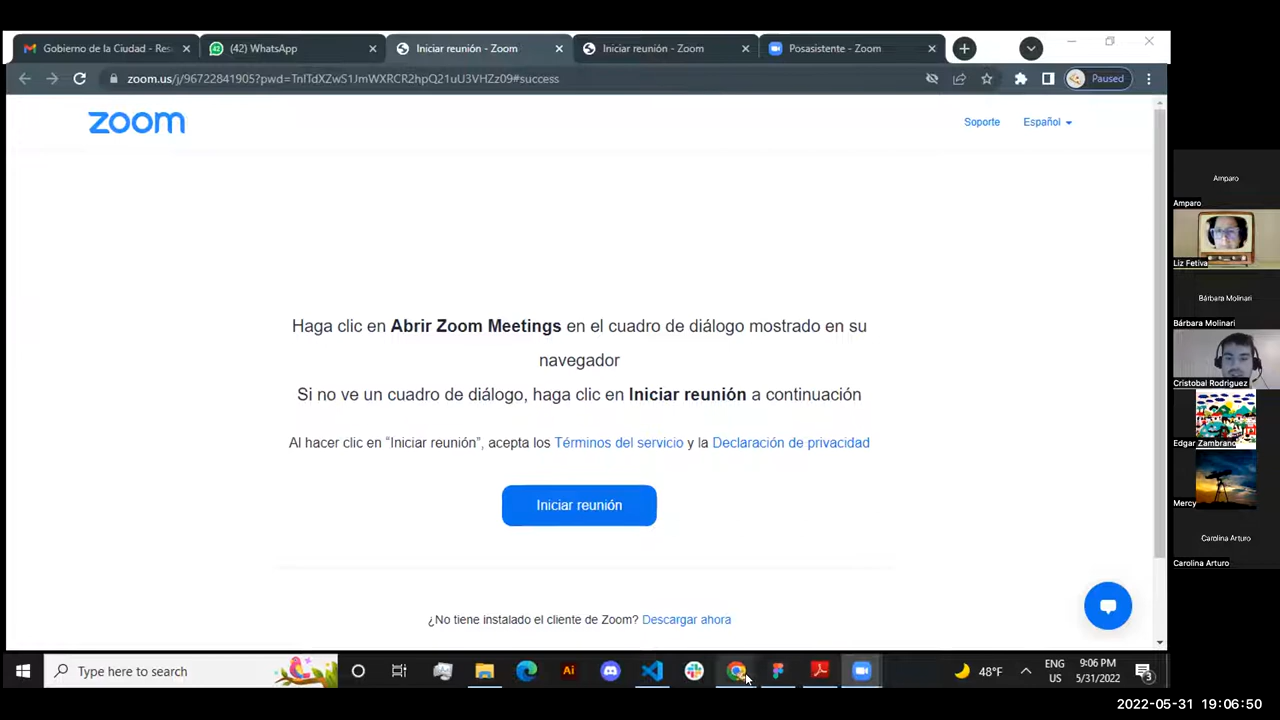 Gobierno de la Ciudad - Res
(42) WhatsApp
Iniciar reunión - Zoom
Iniciar reunión - Zoom
Posasistente - Zoom
zoom.us/j/96722841905?pwd=TnlTdXZwS1JmWXRCR2hpQ21uU3VHZz09#success
Paused
zoom
Soporte
Español
Haga clic en Abrir Zoom Meetings en el cuadro de diálogo mostrado en su
navegador
Si no ve un cuadro de diálogo, haga clic en Iniciar reunión a continuación
Al hacer clic en “Iniciar reunión”, acepta los Términos del servicio y la Declaración de privacidad
Iniciar reunión
¿No tiene instalado el cliente de Zoom? Descargar ahora
Amparo
Amparo
Liz Fetiva
Bárbara Molinari
Bárbara Molinari
Cristobal Rodriguez
Edgar Zambrano
Mercy
Carolina Arturo
Carolina Arturo
Type here to search
Ai
48°F
ENG
US
9:06 PM
5/31/2022
3
2022-05-31 19:06:50